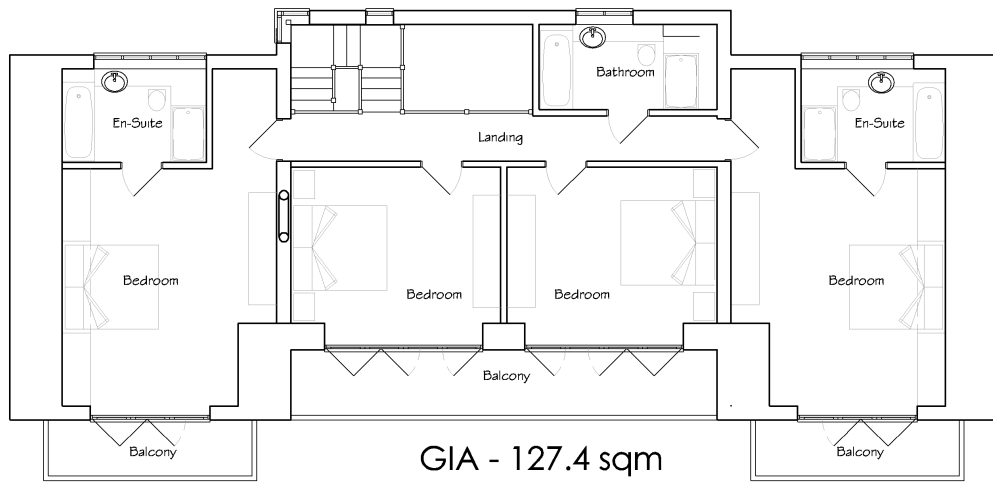 Bathroom
En-Suite
Landing
En-Suite
Bedroom
Bedroom
Bedroom
Bedroom
Balcony
Balcony
Balcony
GIA - 127.4 sqm